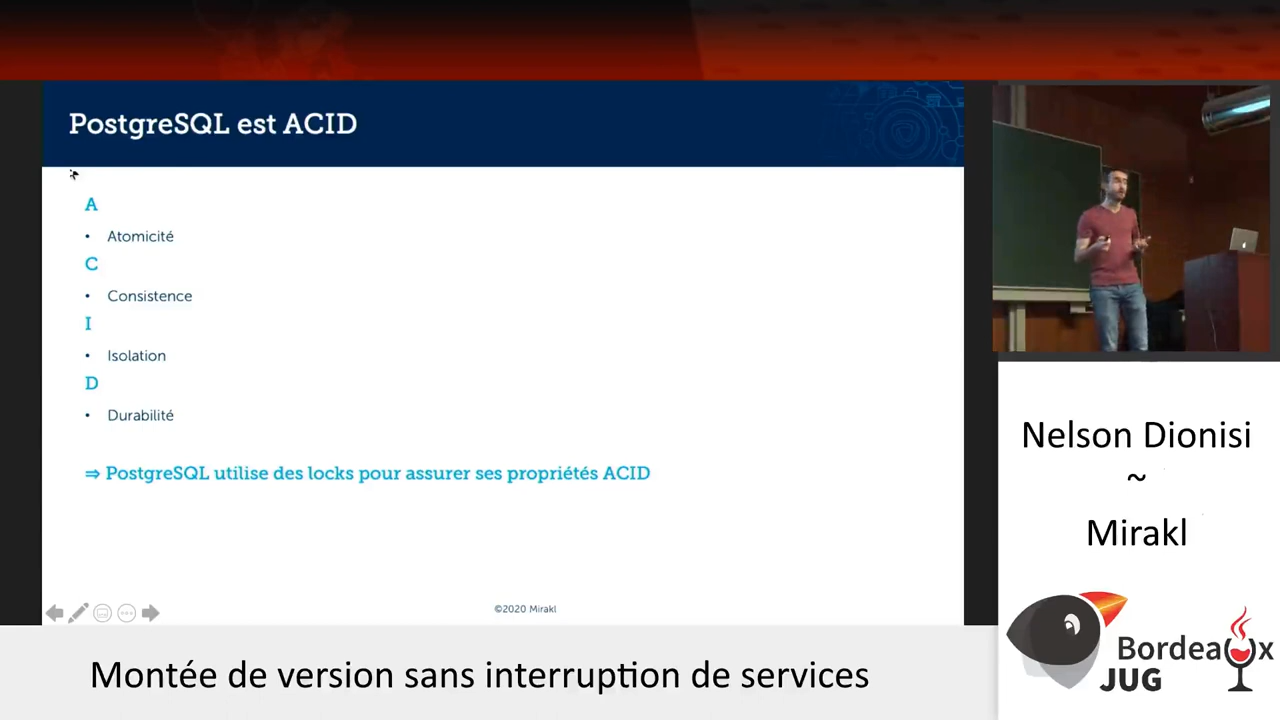 PostgreSQL est ACID
A
• Atomicité
C
• Consistence
I
• Isolation
D
• Durabilité
⇒ PostgreSQL utilise des locks pour assurer ses propriétés ACID
©2020 Mirakl
Nelson Dionisi
~
Mirakl
Bordeaux
JUG
Montée de version sans interruption de services